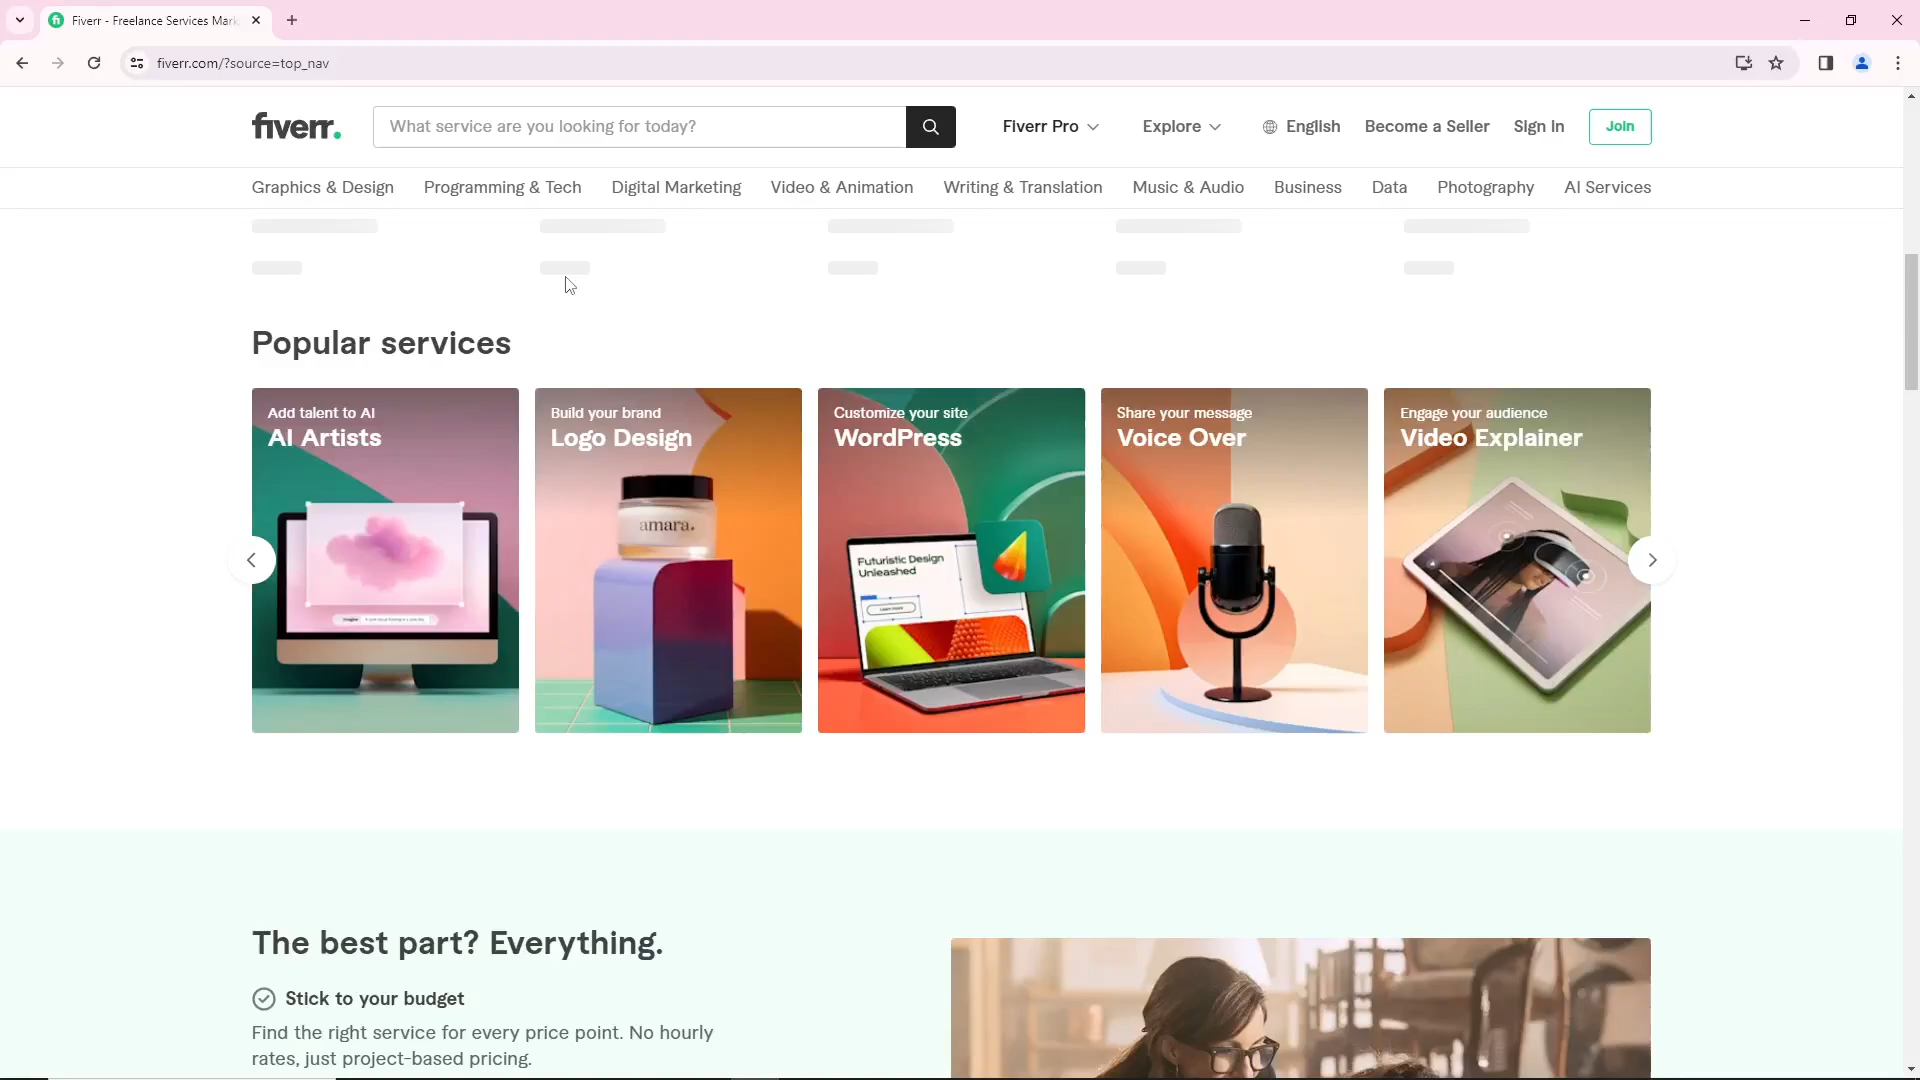 Fiverr - Freelance Services Mark
fiverr.com/?source=top_nav
fiverr.
What service are you looking for today?
Fiverr Pro
Explore
English
Become a Seller
Sign In
Join
Graphics & Design
Programming & Tech
Digital Marketing
Video & Animation
Writing & Translation
Music & Audio
Business
Data
Photography
AI Services
Popular services
Add talent to AI
AI Artists
Build your brand
Logo Design
amara.
Customize your site
WordPress
Futuristic Design
Unleashed
Learn more
Share your message
Voice Over
Engage your audience
Video Explainer
The best part? Everything.
Stick to your budget
Find the right service for every price point. No hourly
rates, just project-based pricing.